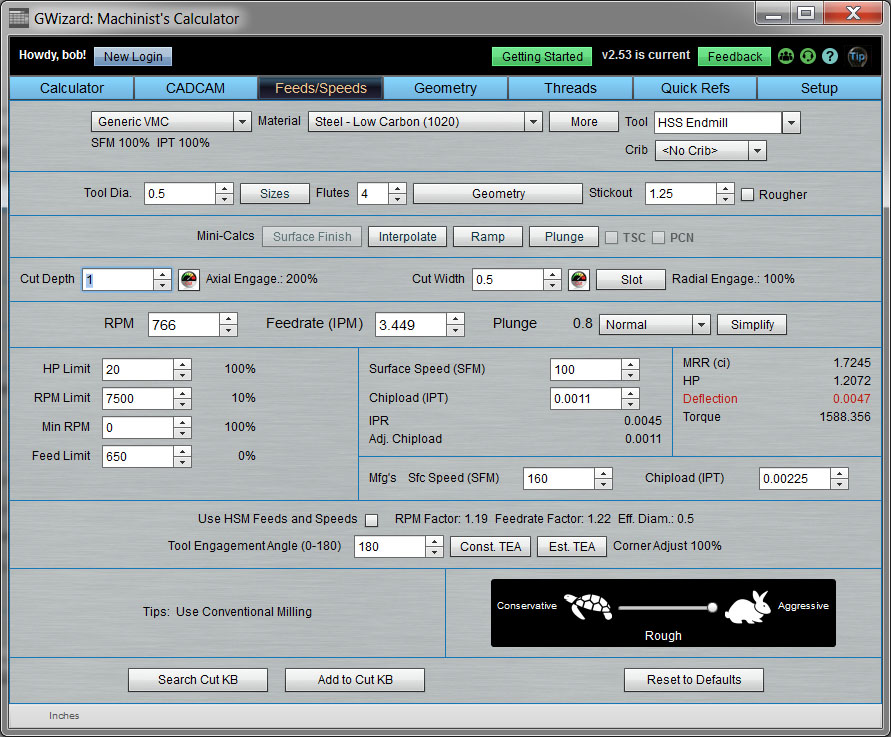 GWizard: Machinist's Calculator
Howdy, bob! New Login Getting Started v2.53 is current Feedback ? Tip
Calculator CADCAM Feeds/Speeds Geometry Threads Quick Refs Setup
Generic VMC Material Steel - Low Carbon (1020) More Tool HSS Endmill
SFM 100% IPT 100%
Crib <No Crib>
Tool Dia. 0.5 Sizes Flutes 4 Geometry Stickout 1.25 Rougher
Mini-Calcs Surface Finish Interpolate Ramp Plunge TSC PCN
Cut Depth 1 Axial Engage.: 200% Cut Width 0.5 Slot Radial Engage.: 100%
RPM 766 Feedrate (IPM) 3.449 Plunge 0.8 Normal Simplify
HP Limit 20 100%
RPM Limit 7500 10%
Min RPM 0 100%
Feed Limit 650 0%
Surface Speed (SFM) 100
Chipload (IPT) 0.0011
IPR 0.0045
Adj. Chipload 0.0011
MRR (ci) 1.7245
HP 1.2072
Deflection 0.0047
Torque 1588.356
Mfg's Sfc Speed (SFM) 160 Chipload (IPT) 0.00225
Use HSM Feeds and Speeds RPM Factor: 1.19 Feedrate Factor: 1.22 Eff. Diam.: 0.5
Tool Engagement Angle (0-180) 180 Const. TEA Est. TEA Corner Adjust 100%
Tips: Use Conventional Milling
Conservative Aggressive
Rough
Search Cut KB Add to Cut KB Reset to Defaults
Inches